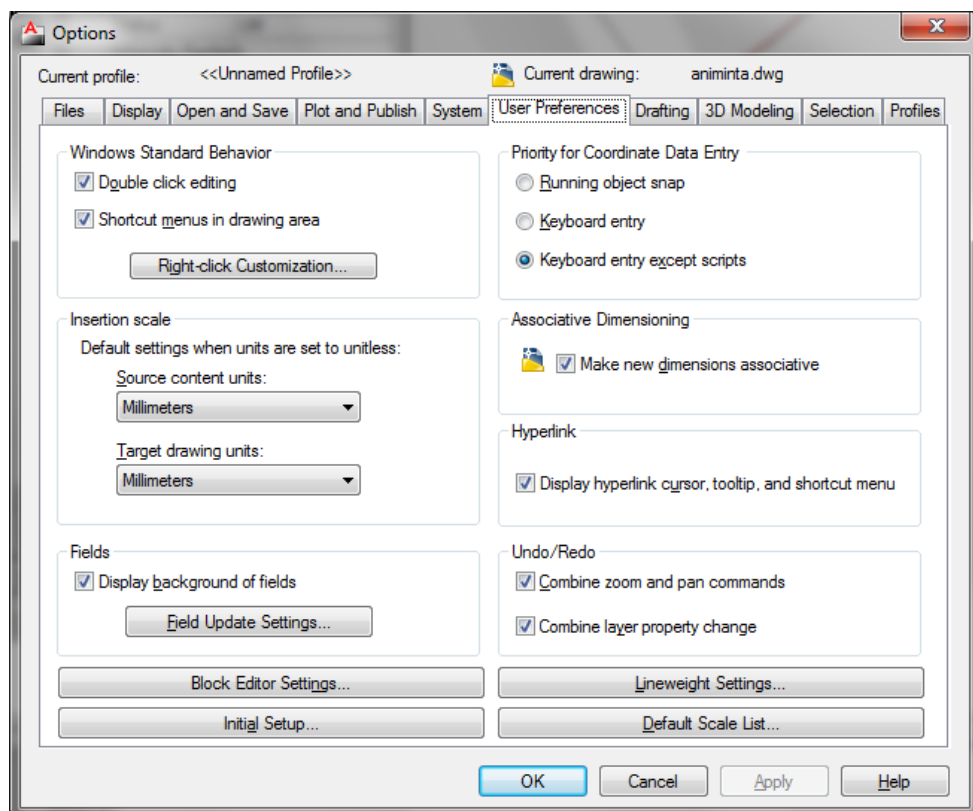 Options
Current profile: <<Unnamed Profile>> Current drawing: animinta.dwg
Files Display Open and Save Plot and Publish System User Preferences Drafting 3D Modeling Selection Profiles
Windows Standard Behavior
Double click editing
Shortcut menus in drawing area
Right-click Customization...
Priority for Coordinate Data Entry
Running object snap
Keyboard entry
Keyboard entry except scripts
Insertion scale
Default settings when units are set to unitless:
Source content units:
Millimeters
Target drawing units:
Millimeters
Associative Dimensioning
Make new dimensions associative
Hyperlink
Display hyperlink cursor, tooltip, and shortcut menu
Fields
Display background of fields
Field Update Settings...
Undo/Redo
Combine zoom and pan commands
Combine layer property change
Block Editor Settings...
Lineweight Settings...
Initial Setup...
Default Scale List...
OK Cancel Apply Help